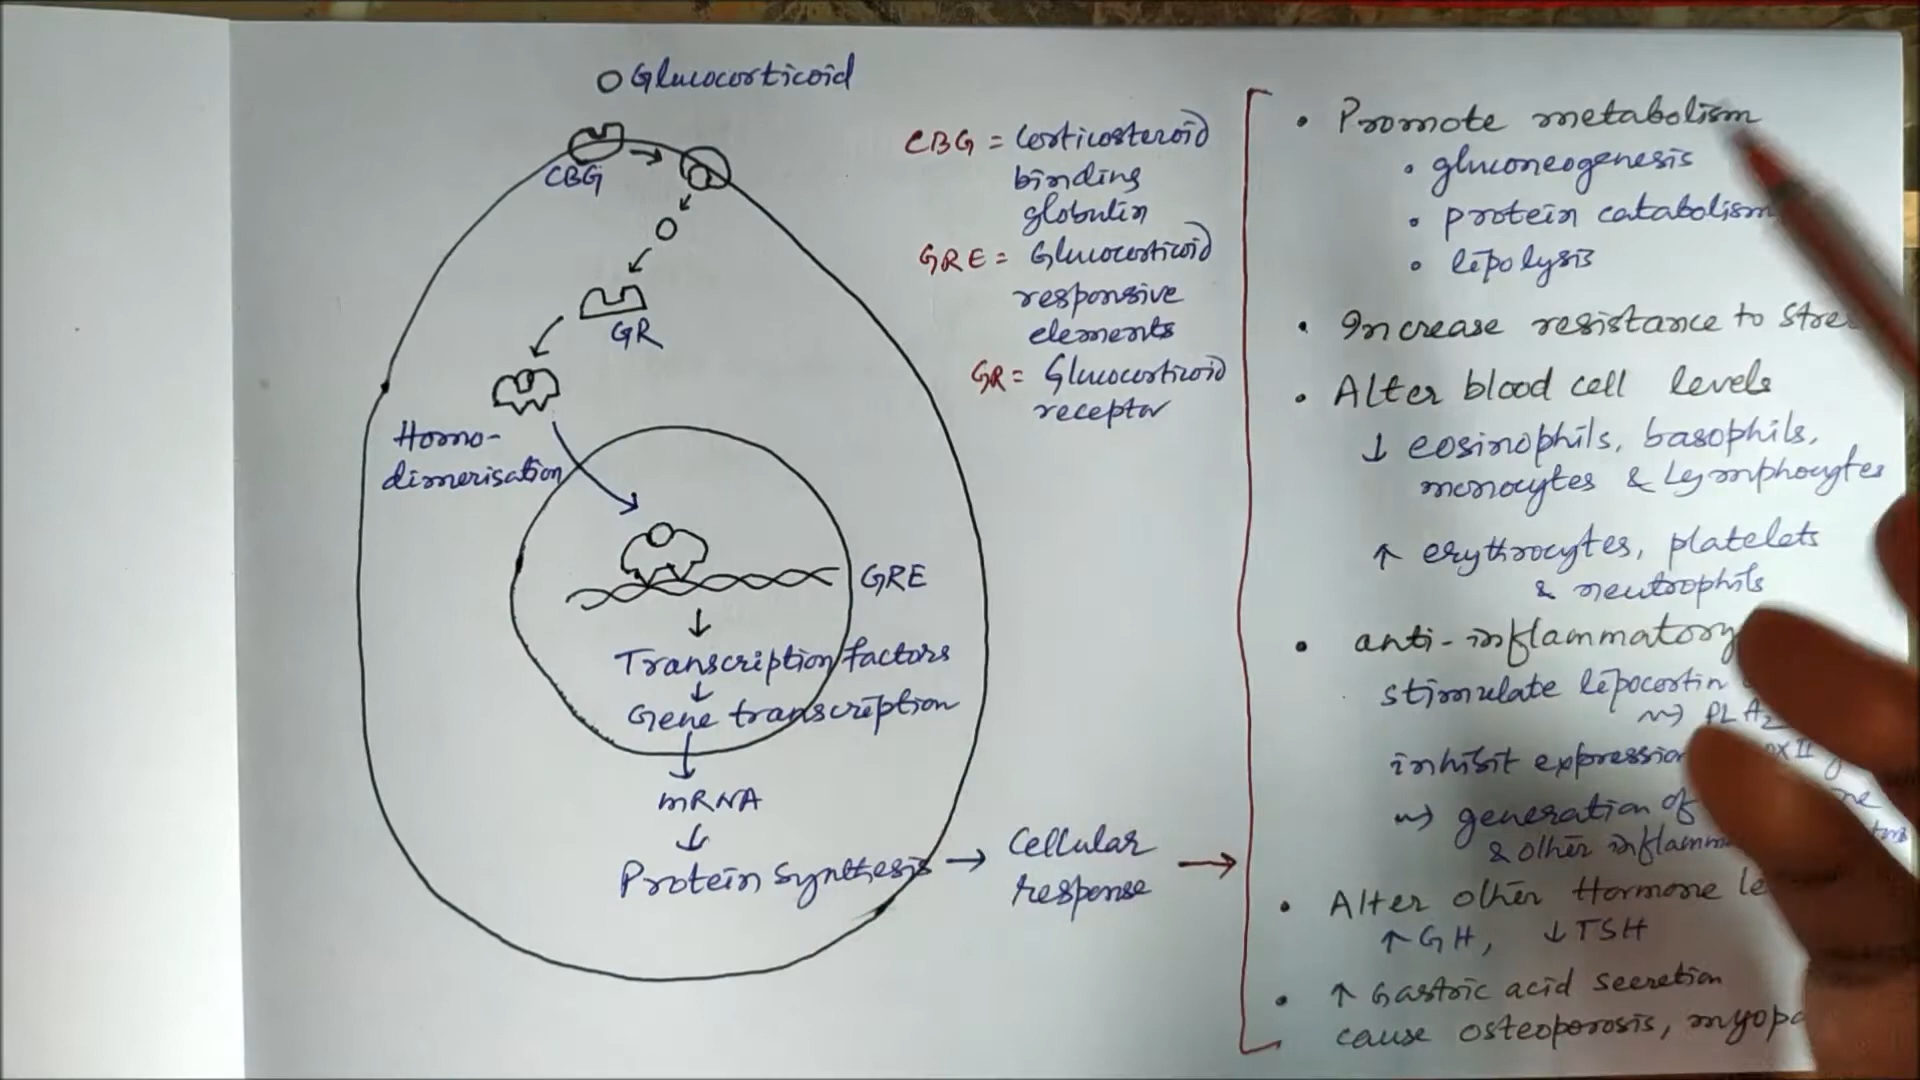 Glucocorticoid
CBG
GR
Homo-
dimerisation
GRE
Transcription factors
Gene transcription
mRNA
Protein synthesis
Cellular
response
CBG = Corticosteroid
binding
globulin
GRE = Glucocorticoid
responsive
elements
GR = Glucocorticoid
receptor
• Promote metabolism
• gluconeogenesis
• protein catabolism
• lipolysis
• Increase resistance to
• Alter blood cell levels
↓ eosinophils, basophils,
monocytes & Lymphocytes
↑ erythrocytes, platelets
& neutrophils
• anti-inflammatory
stimulate lipocortin
PLA2
inhibit expression
generation of
& other
• Alter other Hormone
↑ GH, ↓ TSH
• ↑ Gastric acid secretion
cause osteoporosis,